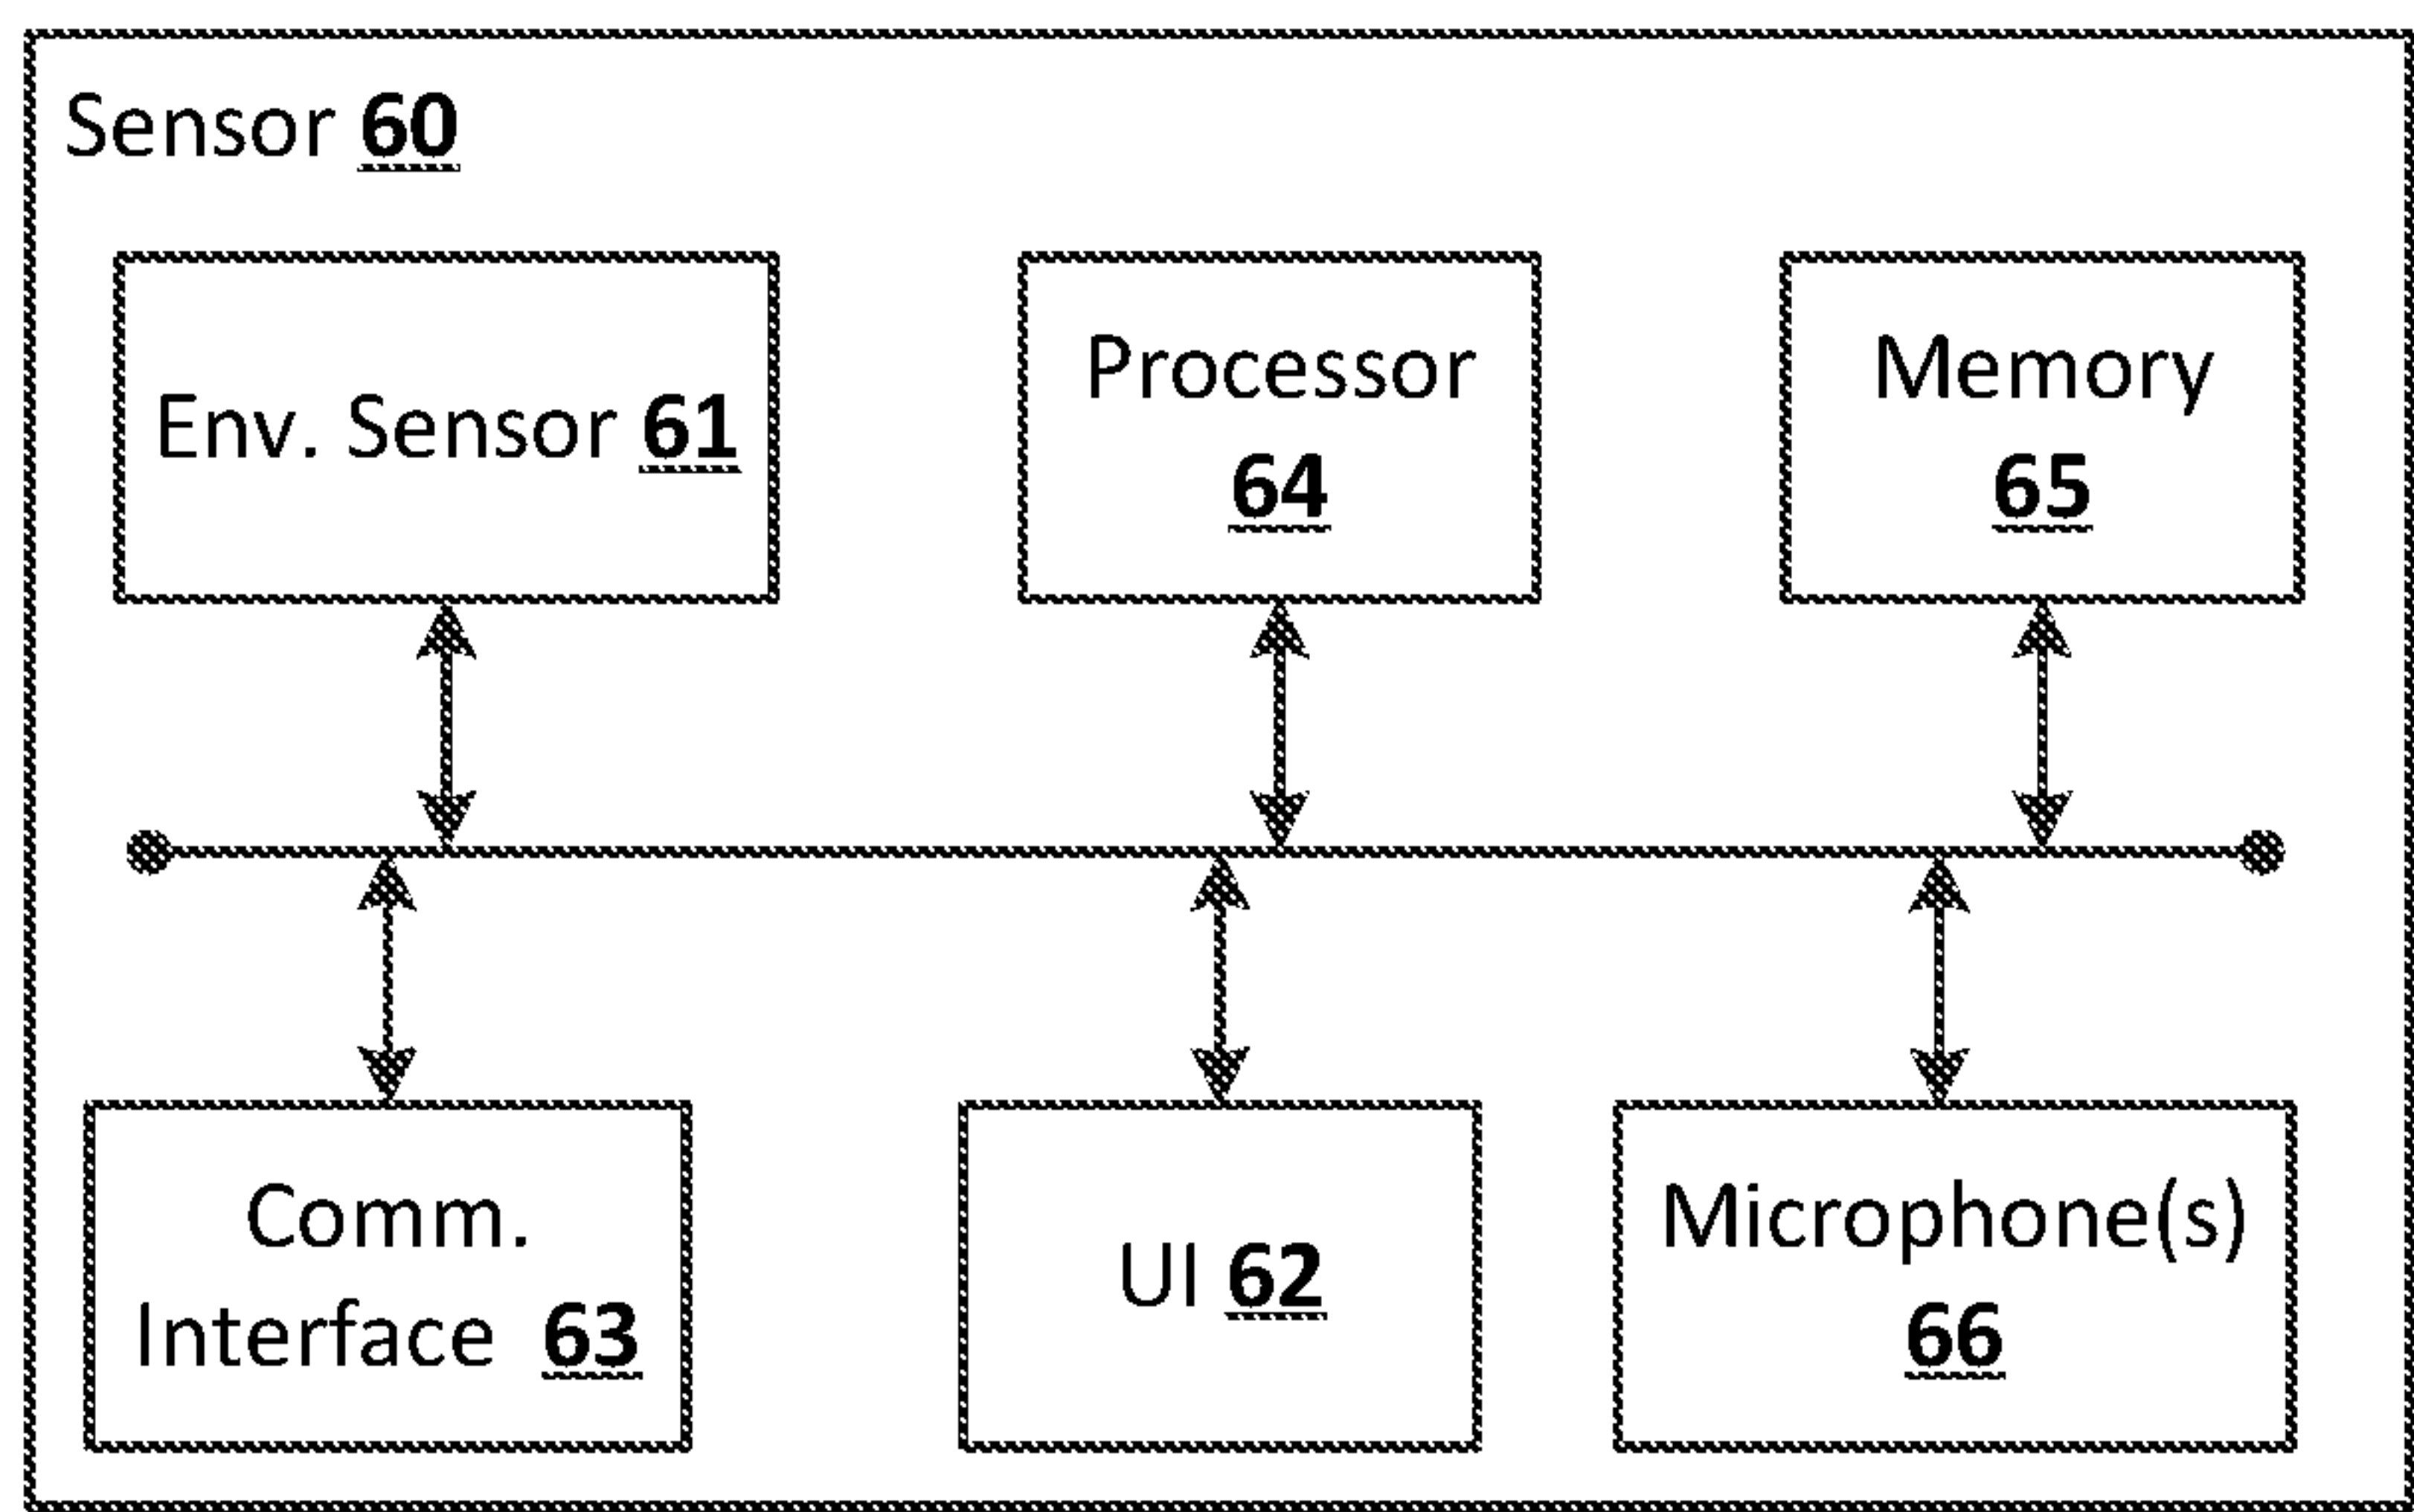 Sensor 60
Env. Sensor 61
Processor
64
Memory
65
Comm.
Interface 63
UI 62
Microphone(s)
66